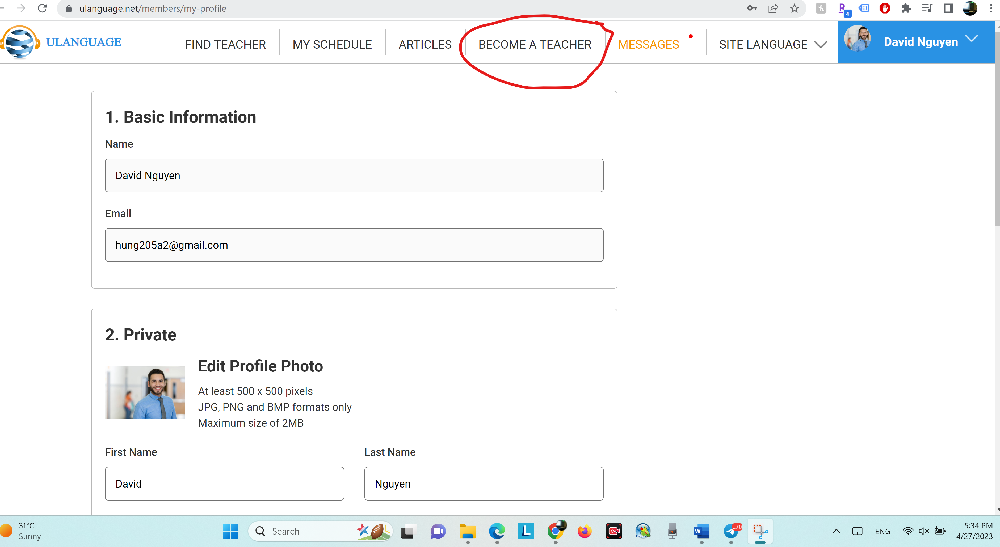 ulanguage.net/members/my-profile
4
ULANGUAGE
FIND TEACHER
MY SCHEDULE
ARTICLES
BECOME A TEACHER
MESSAGES
SITE LANGUAGE
David Nguyen
1. Basic Information
Name
David Nguyen
Email
hung205a2@gmail.com
2. Private
Edit Profile Photo
At least 500 x 500 pixels
JPG, PNG and BMP formats only
Maximum size of 2MB
First Name
Last Name
David
Nguyen
31°C
Sunny
Search
L
Lingoes
W
..70
ENG
5:34 PM
4/27/2023